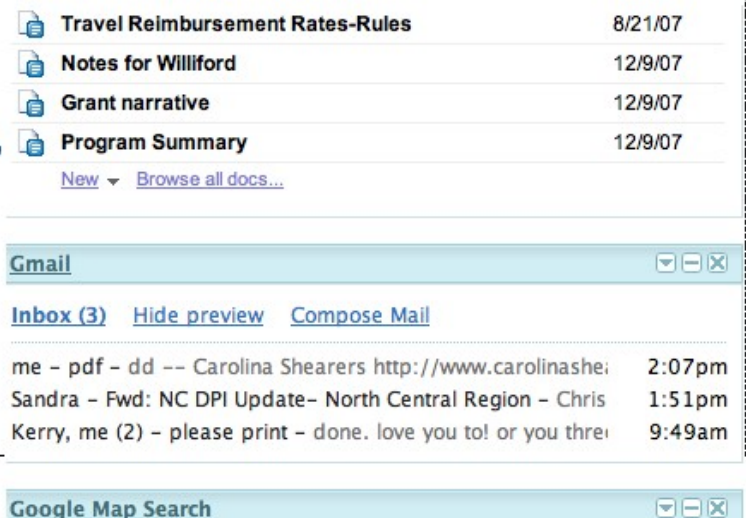 Travel Reimbursement Rates-Rules 8/21/07
Notes for Williford 12/9/07
Grant narrative 12/9/07
Program Summary 12/9/07
New Browse all docs...
Gmail
Inbox (3) Hide preview Compose Mail
me – pdf – dd -- Carolina Shearers http://www.carolinashea 2:07pm
Sandra – Fwd: NC DPI Update– North Central Region – Chris 1:51pm
Kerry, me (2) – please print – done. love you to! or you three 9:49am
Google Map Search